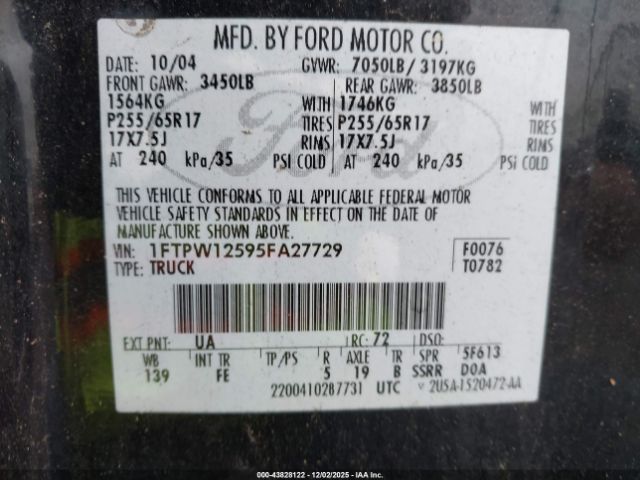 MFD. BY FORD MOTOR CO.
DATE: 10/04 GVWR: 7050LB/ 3197KG
FRONT GAWR: 3450LB REAR GAWR: 3850LB
1564KG WITH 1746KG WITH
P255/65R17 TIRES P255/65R17 TIRES
17X7.5J RIMS 17X7.5J RIMS
AT 240 kPa/35 PSI COLD AT 240 kPa/35 PSI COLD
THIS VEHICLE CONFORMS TO ALL APPLICABLE FEDERAL MOTOR
VEHICLE SAFETY STANDARDS IN EFFECT ON THE DATE OF
MANUFACTURE SHOWN ABOVE.
VIN: 1FTPW12595FA27729 F0076
TYPE: TRUCK T0782
EXT PNT: UA RC: 72 DSO:
WB INT TR TP/PS R AXLE TR SPR 5F613
139 FE 5 19 B SSRR DOA
2200410287731 UTC V 2U5A-1520472-AA
Ford
000-43828122 - 12/02/2025 - IAAI.CA